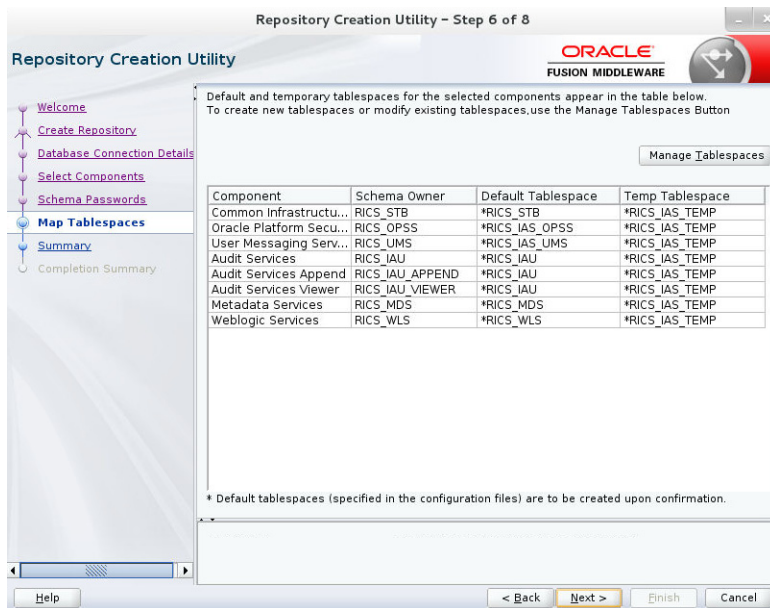 Repository Creation Utility – Step 6 of 8
Repository Creation Utility
ORACLE
FUSION MIDDLEWARE
Welcome
Create Repository
Database Connection Details
Select Components
Schema Passwords
Map Tablespaces
Summary
Completion Summary
Default and temporary tablespaces for the selected components appear in the table below.
To create new tablespaces or modify existing tablespaces,use the Manage Tablespaces Button
Manage Tablespaces
Component Schema Owner Default Tablespace Temp Tablespace
Common Infrastructu... RICS_STB *RICS_STB *RICS_IAS_TEMP
Oracle Platform Secu... RICS_OPSS *RICS_IAS_OPSS *RICS_IAS_TEMP
User Messaging Serv... RICS_UMS *RICS_IAS_UMS *RICS_IAS_TEMP
Audit Services RICS_IAU *RICS_IAU *RICS_IAS_TEMP
Audit Services Append RICS_IAU_APPEND *RICS_IAU *RICS_IAS_TEMP
Audit Services Viewer RICS_IAU_VIEWER *RICS_IAU *RICS_IAS_TEMP
Metadata Services RICS_MDS *RICS_MDS *RICS_IAS_TEMP
Weblogic Services RICS_WLS *RICS_WLS *RICS_IAS_TEMP
* Default tablespaces (specified in the configuration files) are to be created upon confirmation.
Help < Back Next > Finish Cancel